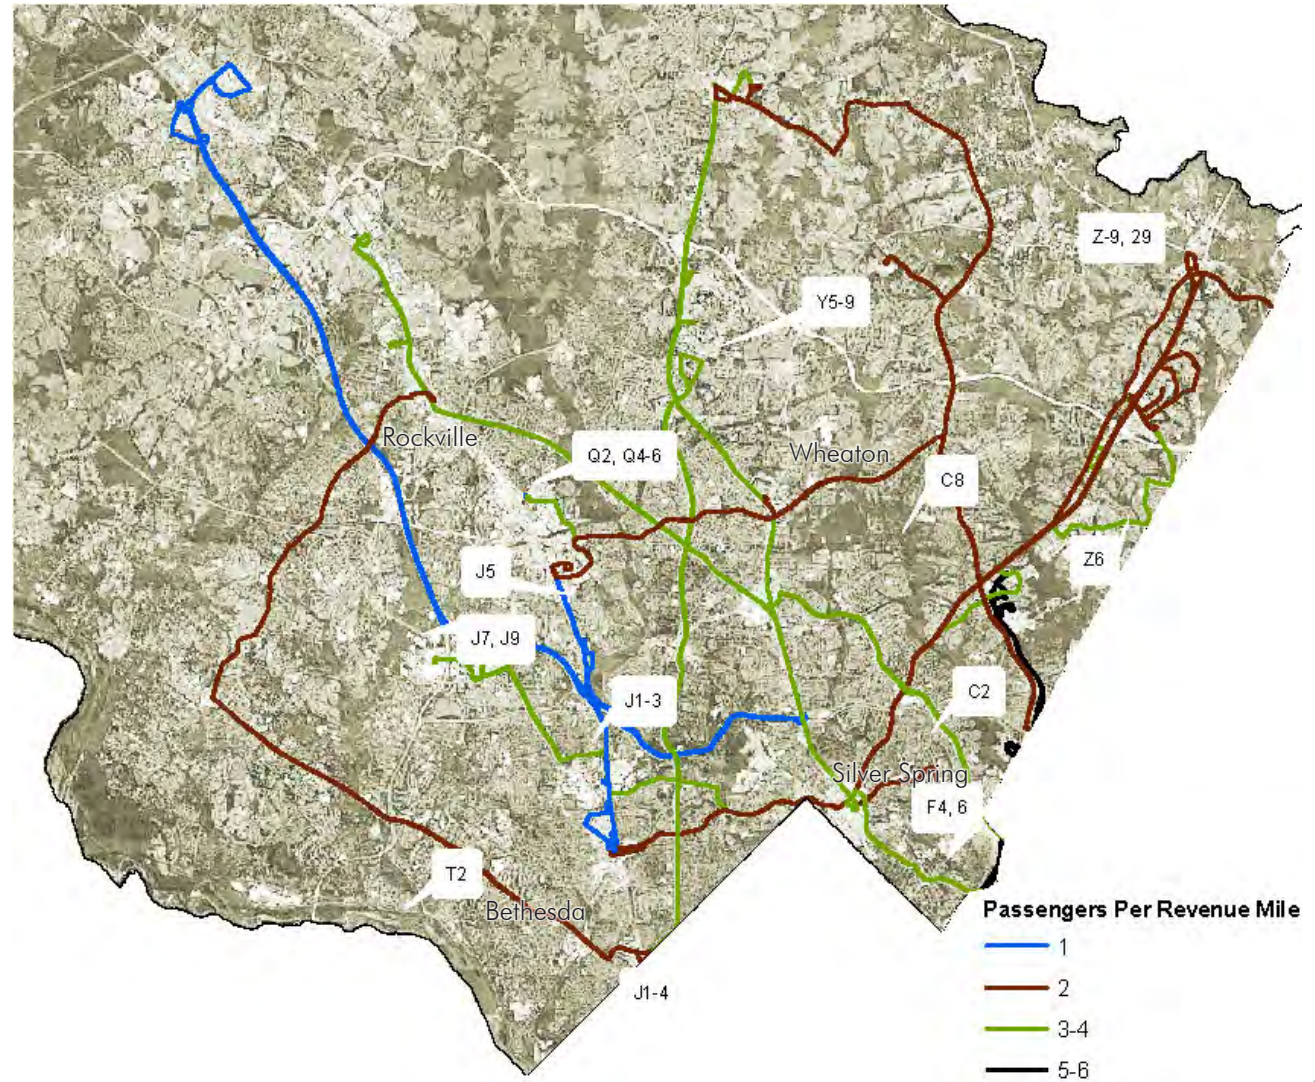 Z-9, 29
Y5-9
Rockville
Q2, Q4-6
Wheaton
C8
J5
Z6
J7, J9
J1-3
C2
Silver Spring
F4, 6
T2
Bethesda
J1-4
Passengers Per Revenue Mile
1
2
3-4
5-6